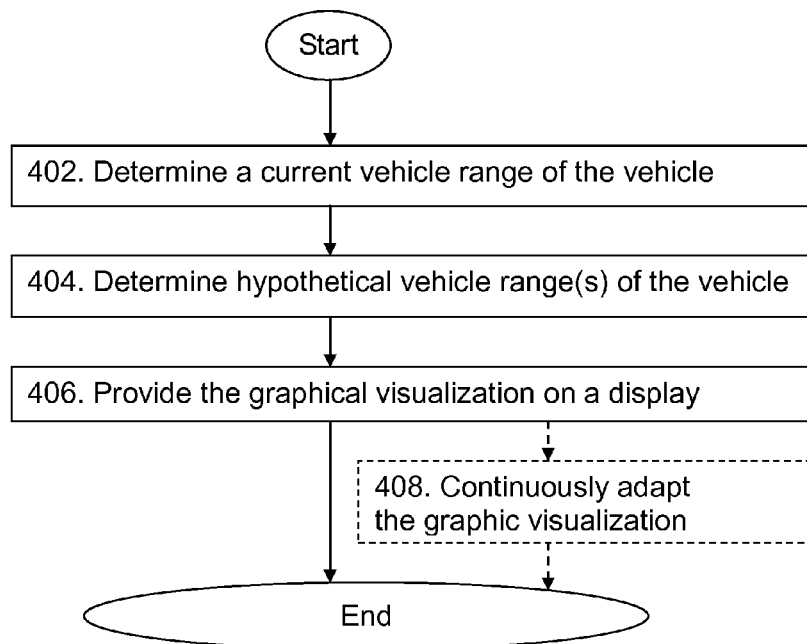 Start
402. Determine a current vehicle range of the vehicle
404. Determine hypothetical vehicle range(s) of the vehicle
406. Provide the graphical visualization on a display
408. Continuously adapt
the graphic visualization
End